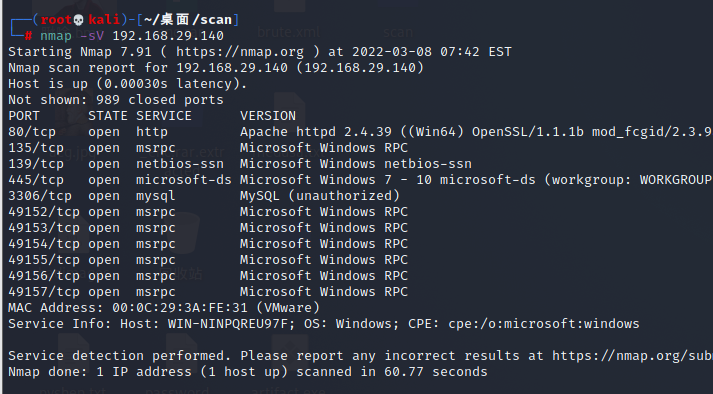 ┌──(root💀kali)-[~/桌面/scan]
└─# nmap -sV 192.168.29.140
Starting Nmap 7.91 ( https://nmap.org ) at 2022-03-08 07:42 EST
Nmap scan report for 192.168.29.140 (192.168.29.140)
Host is up (0.00030s latency).
Not shown: 989 closed ports
PORT      STATE SERVICE      VERSION
80/tcp    open  http         Apache httpd 2.4.39 ((Win64) OpenSSL/1.1.1b mod_fcgid/2.3.9
135/tcp   open  msrpc        Microsoft Windows RPC
139/tcp   open  netbios-ssn  Microsoft Windows netbios-ssn
445/tcp   open  microsoft-ds Microsoft Windows 7 - 10 microsoft-ds (workgroup: WORKGROUP
3306/tcp  open  mysql        MySQL (unauthorized)
49152/tcp open  msrpc        Microsoft Windows RPC
49153/tcp open  msrpc        Microsoft Windows RPC
49154/tcp open  msrpc        Microsoft Windows RPC
49155/tcp open  msrpc        Microsoft Windows RPC
49156/tcp open  msrpc        Microsoft Windows RPC
49157/tcp open  msrpc        Microsoft Windows RPC
MAC Address: 00:0C:29:3A:FE:31 (VMware)
Service Info: Host: WIN-NINPQREU97F; OS: Windows; CPE: cpe:/o:microsoft:windows

Service detection performed. Please report any incorrect results at https://nmap.org/sub
Nmap done: 1 IP address (1 host up) scanned in 60.77 seconds